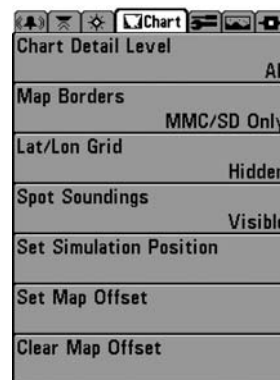 Chart
Chart Detail Level
Al
Map Borders
MMC/SD Only
Lat/Lon Grid
Hidden
Spot Soundings
Visible
Set Simulation Position
Set Map Offset
Clear Map Offset